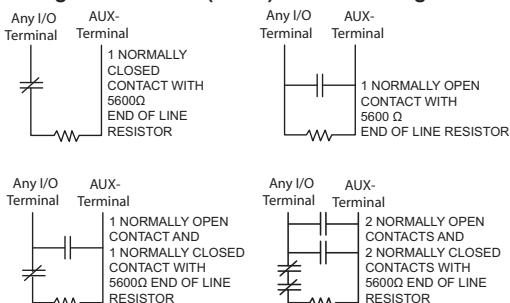 Any I/O
Terminal
AUX-
Terminal
1 NORMALLY
CLOSED
CONTACT WITH
5600Ω
END OF LINE
RESISTOR
Any I/O
Terminal
AUX-
Terminal
1 NORMALLY OPEN
CONTACT WITH
5600 Ω
END OF LINE RESISTOR
Any I/O
Terminal
AUX-
Terminal
1 NORMALLY OPEN
CONTACT AND
1 NORMALLY CLOSED
CONTACT WITH
5600Ω END OF LINE
RESISTOR
Any I/O
Terminal
AUX-
Terminal
2 NORMALLY OPEN
CONTACTS AND
2 NORMALLY CLOSED
CONTACTS WITH
5600Ω END OF LINE
RESISTOR